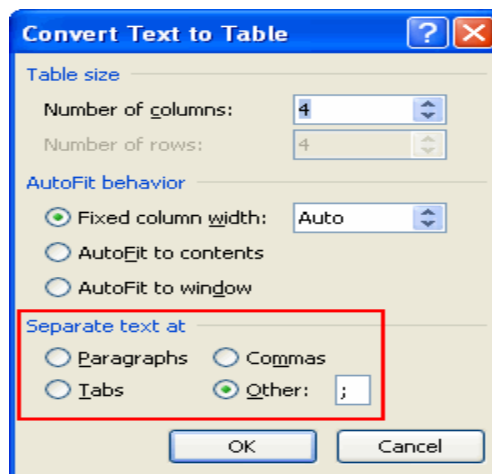 Convert Text to Table
Table size
Number of columns: 4
Number of rows: 4
AutoFit behavior
Fixed column width: Auto
AutoFit to contents
AutoFit to window
Separate text at
Paragraphs Commas
Tabs Other: ;
OK Cancel